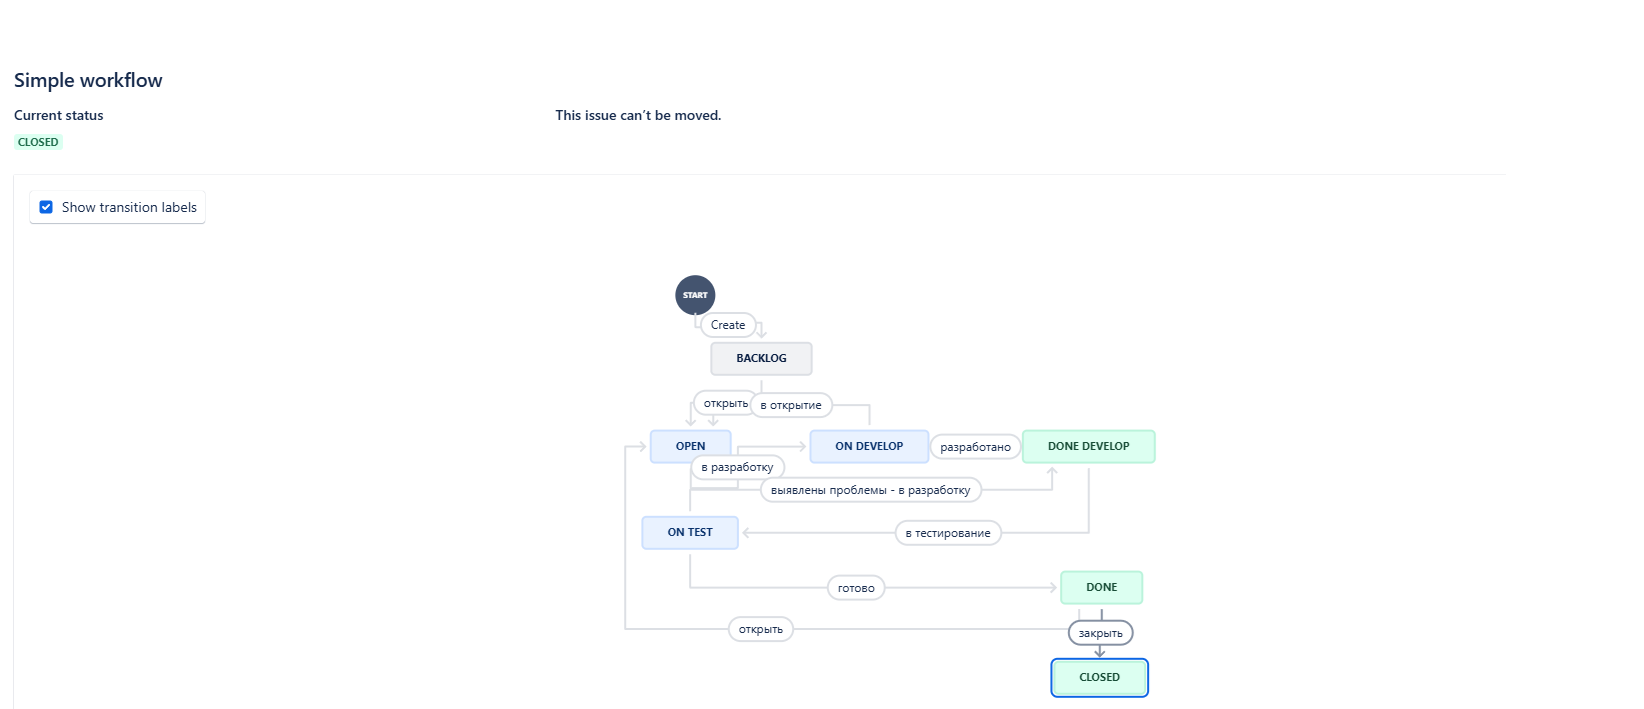 Simple workflow
Current status
This issue can't be moved.
CLOSED
Show transition labels
START
Create
BACKLOG
открыть
в открытие
OPEN
ON DEVELOP
разработано
DONE DEVELOP
в разработку
выявлены проблемы - в разработку
ON TEST
в тестирование
готово
DONE
открыть
закрыть
CLOSED